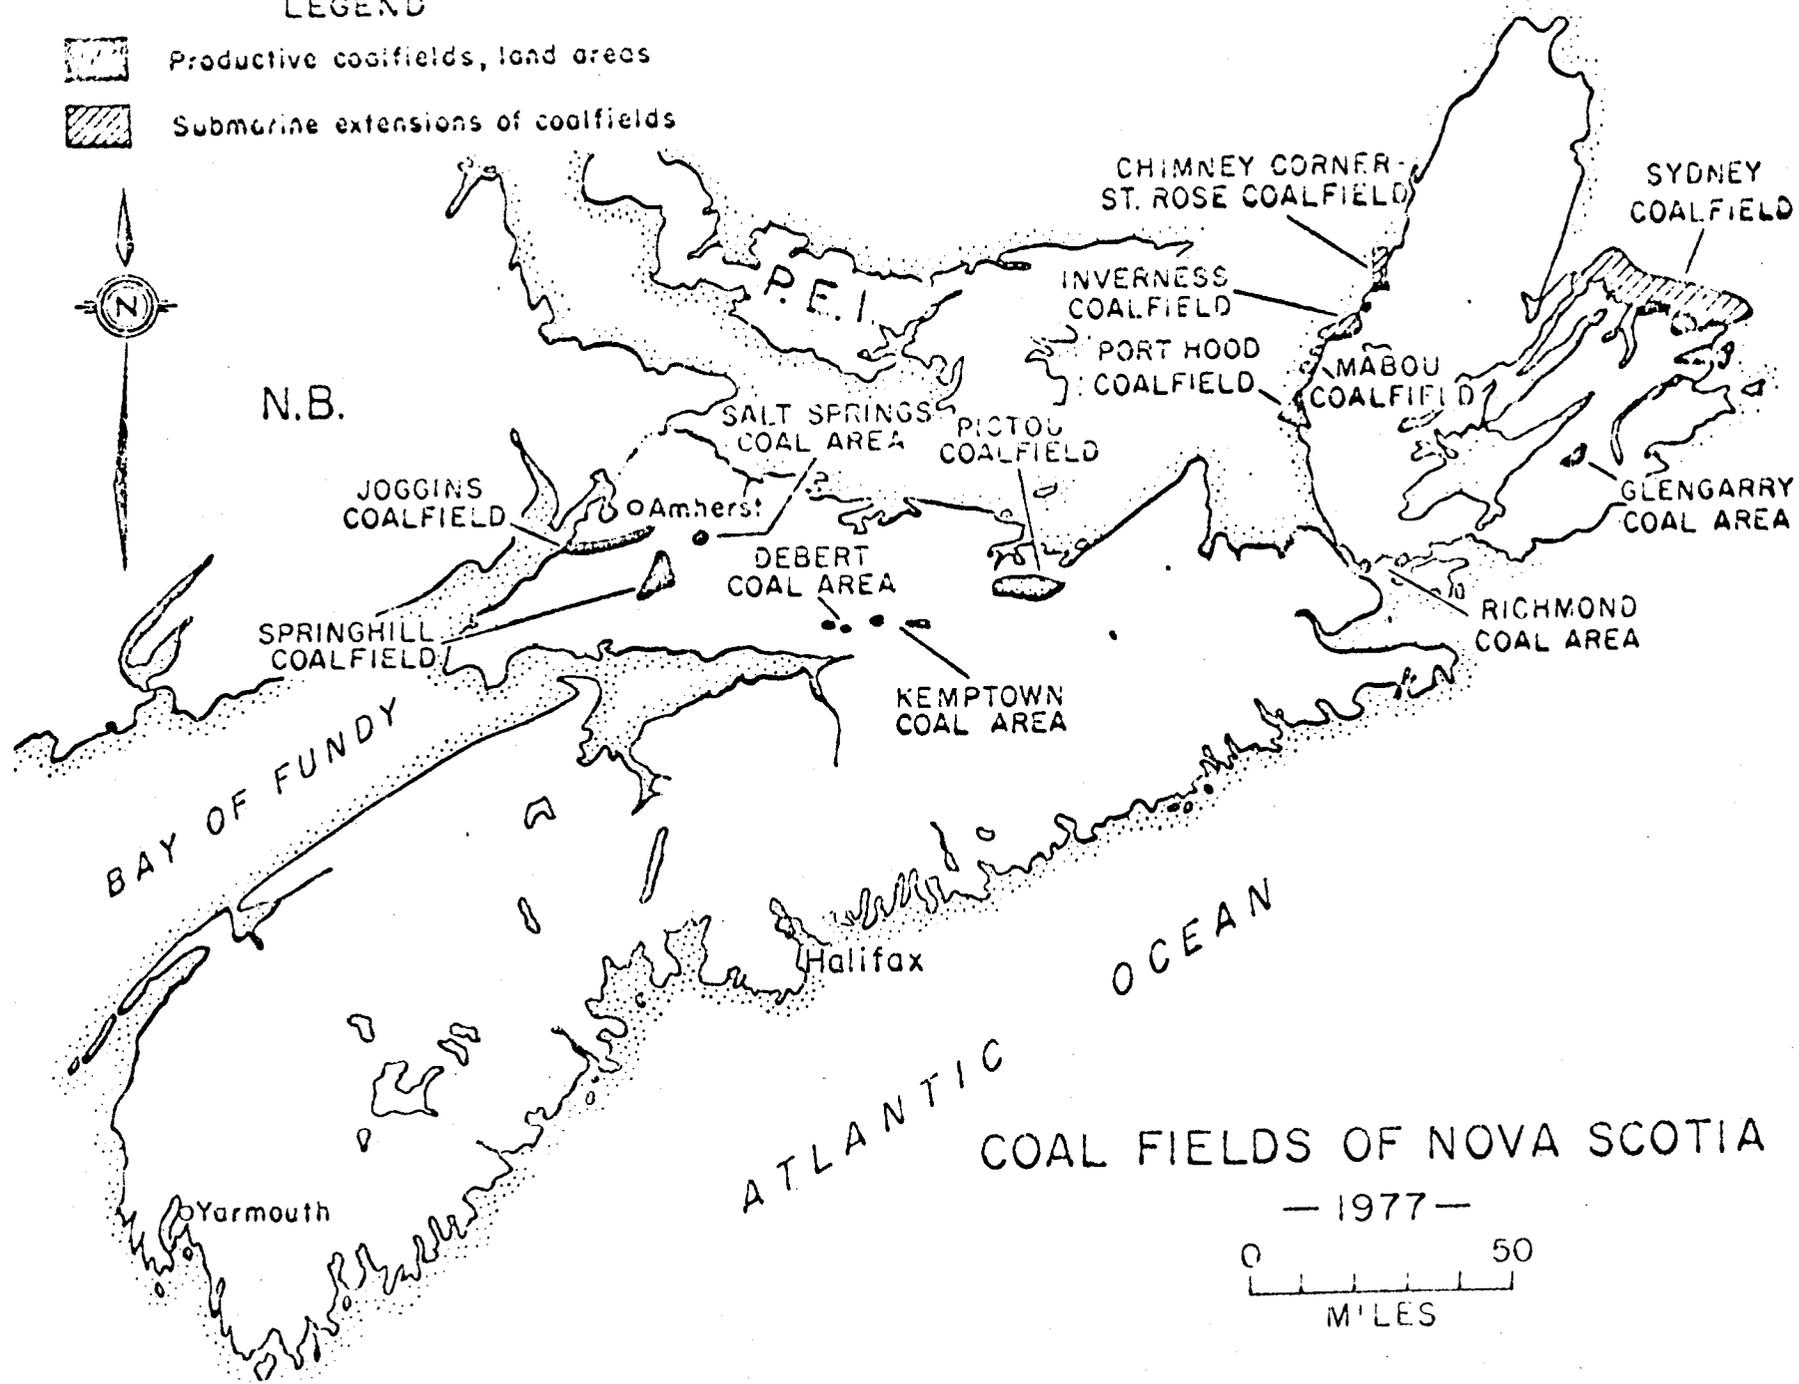 LEGEND
Productive coalfields, land areas
Submarine extensions of coalfields
N
CHIMNEY CORNER-
ST. ROSE COALFIELD
SYDNEY
COALFIELD
P.E.I.
INVERNESS
COALFIELD
PORT HOOD
COALFIELD
MABOU
COALFIELD
N.B.
SALT SPRINGS
COAL AREA
PICTOU
COALFIELD
?
JOGGINS
COALFIELD
Amherst
GLENGARRY
COAL AREA
DEBERT
COAL AREA
RICHMOND
COAL AREA
SPRINGHILL
COALFIELD
KEMPTOWN
COAL AREA
BAY OF FUNDY
Halifax
ATLANTIC OCEAN
Yarmouth
COAL FIELDS OF NOVA SCOTIA
— 1977 —
0 50
MILES